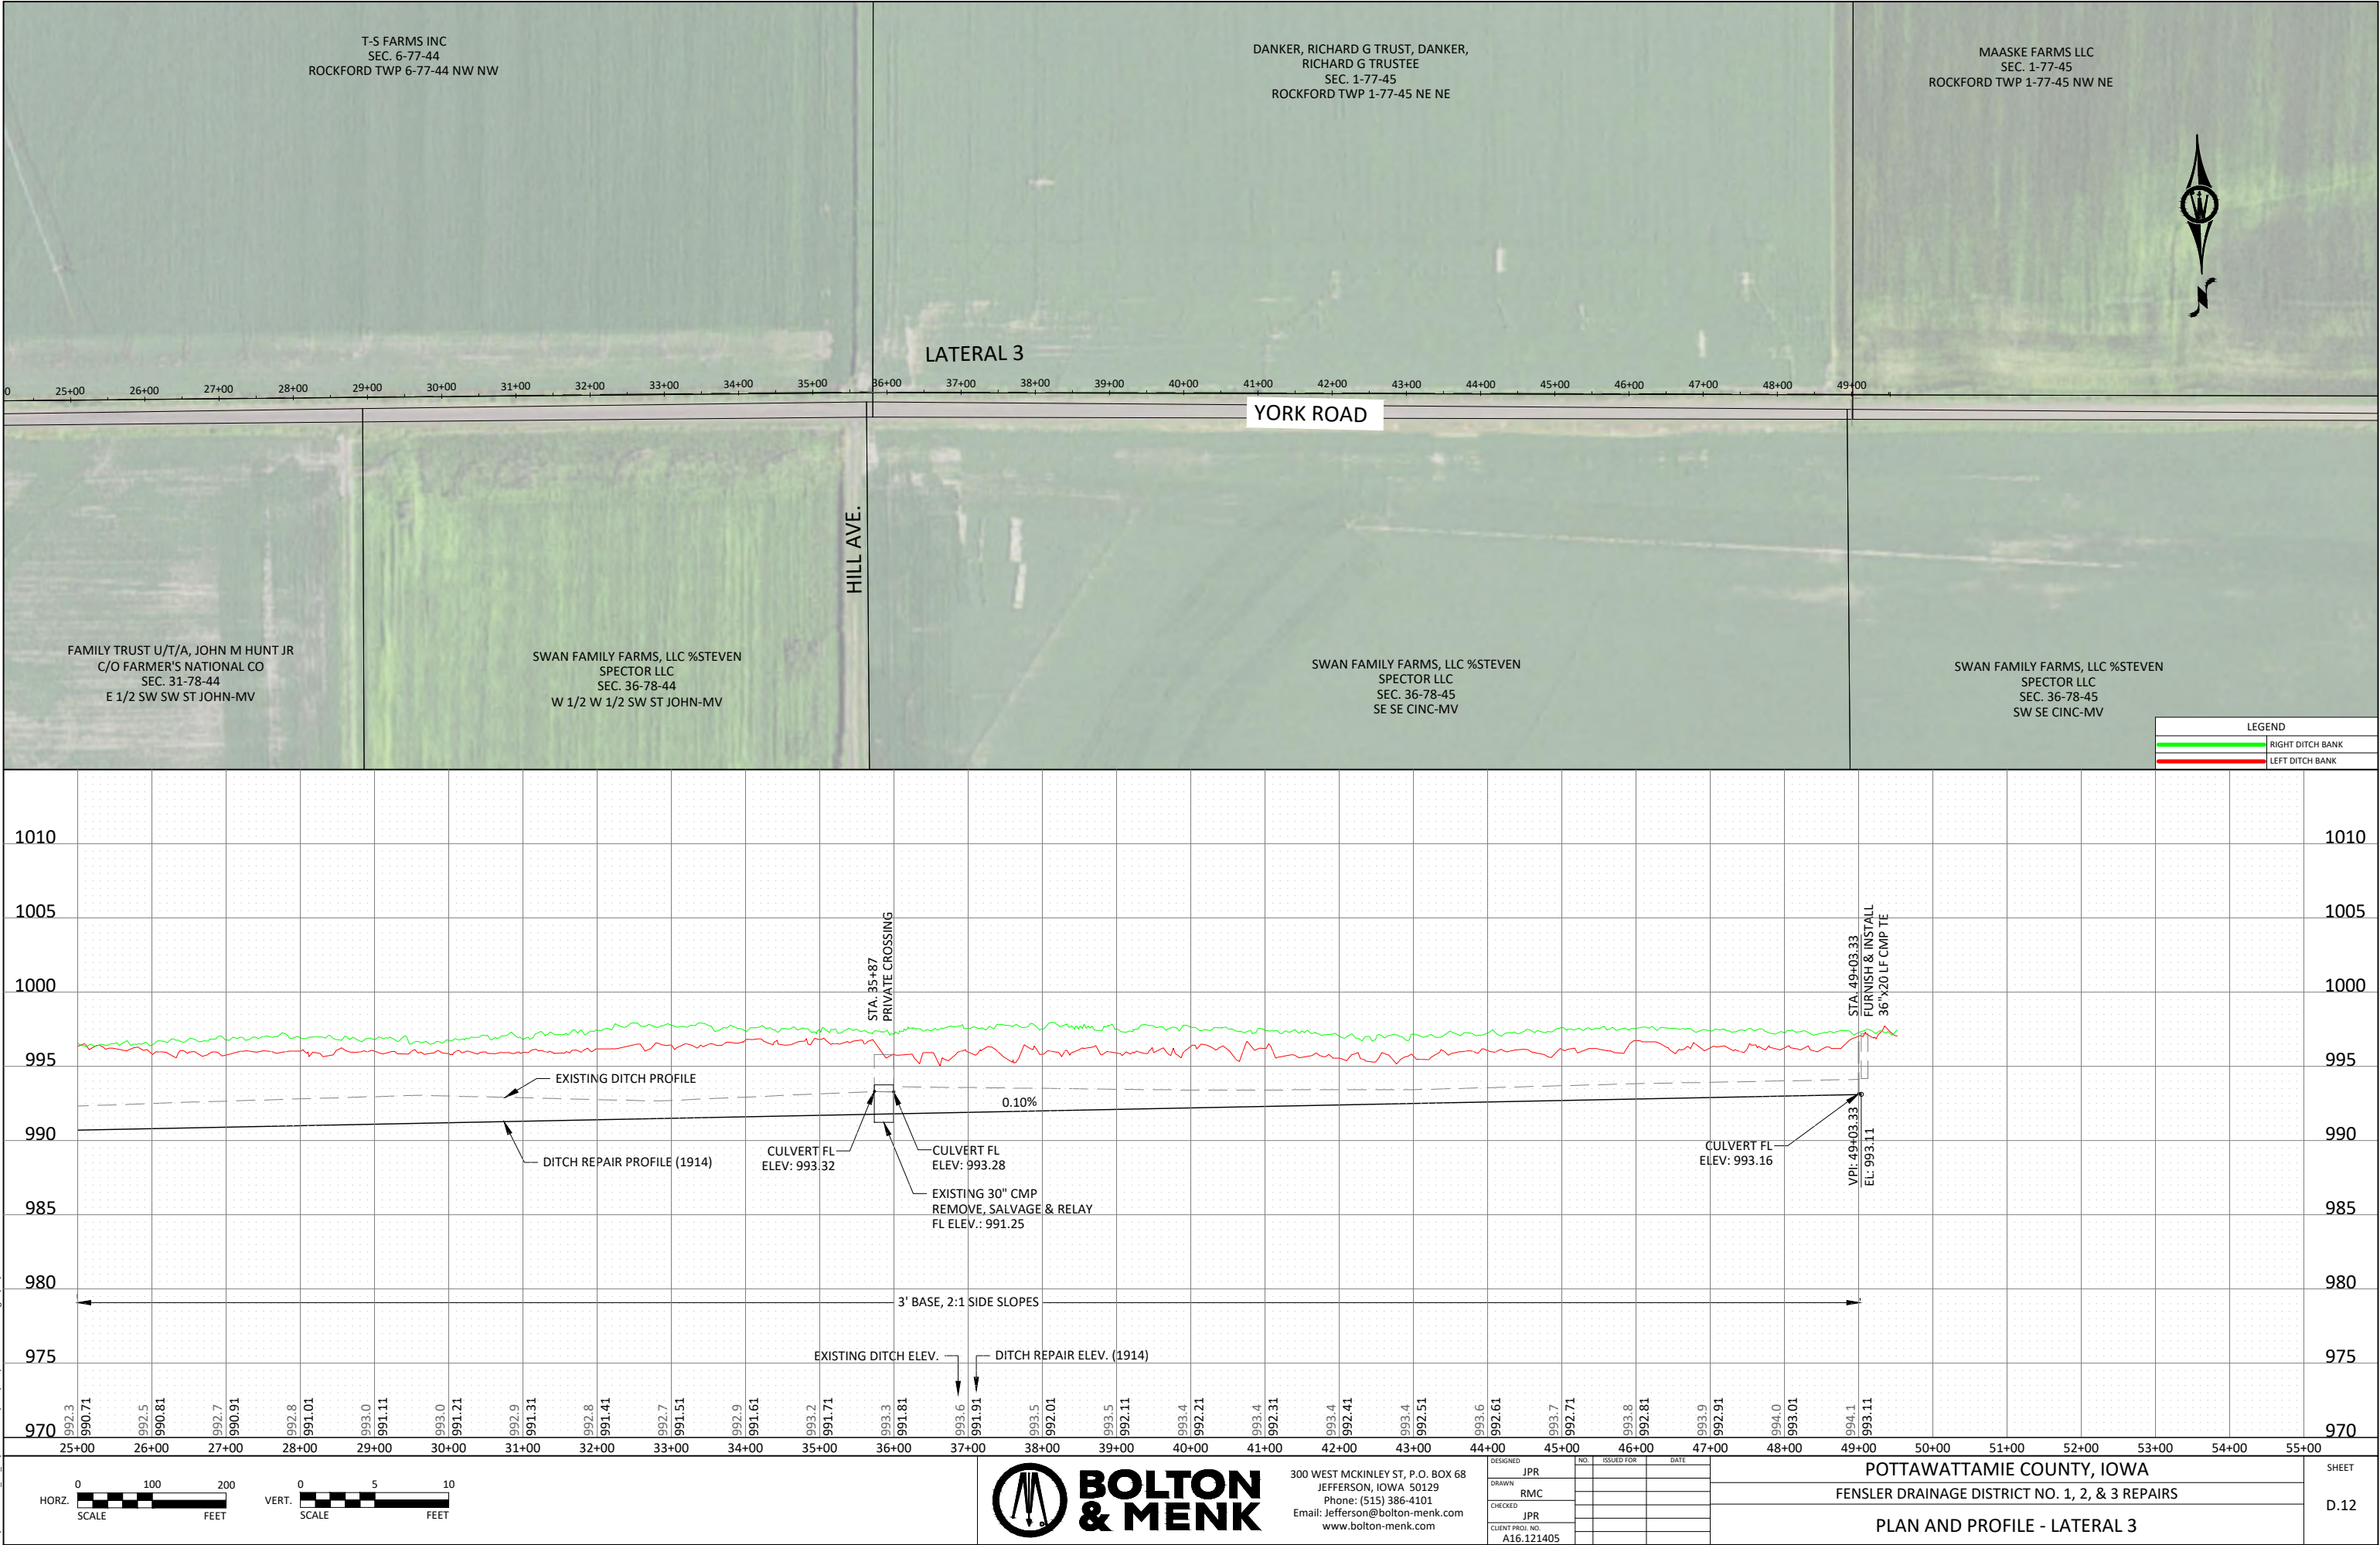 T-S FARMS INC
SEC. 6-77-44
ROCKFORD TWP 6-77-44 NW NW
DANKER, RICHARD G TRUST, DANKER,
RICHARD G TRUSTEE
SEC. 1-77-45
ROCKFORD TWP 1-77-45 NE NE
MAASKE FARMS LLC
SEC. 1-77-45
ROCKFORD TWP 1-77-45 NW NE
N
LATERAL 3
0 25+00 26+00 27+00 28+00 29+00 30+00 31+00 32+00 33+00 34+00 35+00 36+00 37+00 38+00 39+00 40+00 41+00 42+00 43+00 44+00 45+00 46+00 47+00 48+00 49+00
YORK ROAD
HILL AVE.
FAMILY TRUST U/T/A, JOHN M HUNT JR
C/O FARMER'S NATIONAL CO
SEC. 31-78-44
E 1/2 SW SW ST JOHN-MV
SWAN FAMILY FARMS, LLC %STEVEN
SPECTOR LLC
SEC. 36-78-44
W 1/2 W 1/2 SW ST JOHN-MV
SWAN FAMILY FARMS, LLC %STEVEN
SPECTOR LLC
SEC. 36-78-45
SE SE CINC-MV
SWAN FAMILY FARMS, LLC %STEVEN
SPECTOR LLC
SEC. 36-78-45
SW SE CINC-MV
LEGEND
RIGHT DITCH BANK
LEFT DITCH BANK
1010 1010
1005 1005
1000 1000
995 995
990 990
985 985
980 980
975 975
970 970
STA. 35+87
PRIVATE CROSSING
STA. 49+03.33
FURNISH & INSTALL
36"x20 LF CMP TE
EXISTING DITCH PROFILE
0.10%
DITCH REPAIR PROFILE (1914)
CULVERT FL
ELEV: 993.32
CULVERT FL
ELEV: 993.28
EXISTING 30" CMP
REMOVE, SALVAGE & RELAY
FL ELEV.: 991.25
CULVERT FL
ELEV: 993.16
VPI: 49+03.33
EL: 993.11
3' BASE, 2:1 SIDE SLOPES
EXISTING DITCH ELEV.
DITCH REPAIR ELEV. (1914)
992.3 990.71
992.5 990.81
992.7 990.91
992.8 991.01
993.0 991.11
993.0 991.21
992.9 991.31
992.8 991.41
992.7 991.51
992.9 991.61
993.2 991.71
993.3 991.81
993.6 991.91
993.5 992.01
993.5 992.11
993.4 992.21
993.4 992.31
993.4 992.41
993.4 992.51
993.6 992.61
993.7 992.71
993.8 992.81
993.9 992.91
994.0 993.01
994.1 993.11
25+00 26+00 27+00 28+00 29+00 30+00 31+00 32+00 33+00 34+00 35+00 36+00 37+00 38+00 39+00 40+00 41+00 42+00 43+00 44+00 45+00 46+00 47+00 48+00 49+00 50+00 51+00 52+00 53+00 54+00 55+00
HORZ.
0 100 200
SCALE FEET
VERT.
0 5 10
SCALE FEET
BOLTON
& MENK
300 WEST MCKINLEY ST, P.O. BOX 68
JEFFERSON, IOWA 50129
Phone: (515) 386-4101
Email: Jefferson@bolton-menk.com
www.bolton-menk.com
DESIGNED
JPR
DRAWN
RMC
CHECKED
JPR
CLIENT PROJ. NO.
A16.121405
NO. ISSUED FOR DATE
POTTAWATTAMIE COUNTY, IOWA
FENSLER DRAINAGE DISTRICT NO. 1, 2, & 3 REPAIRS
PLAN AND PROFILE - LATERAL 3
SHEET
D.12